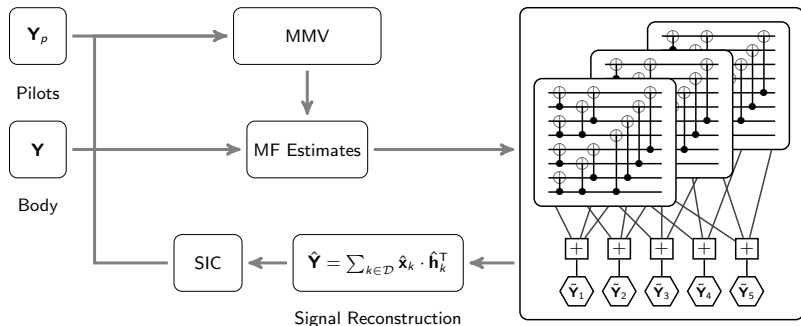 Y_p
MMV
Pilots
Y
MF Estimates
Body
SIC
Ŷ = ∑_{k∈𝒟} x̂_k · ĥ_k^T
Signal Reconstruction
+ + + + +
Ỹ_1 Ỹ_2 Ỹ_3 Ỹ_4 Ỹ_5